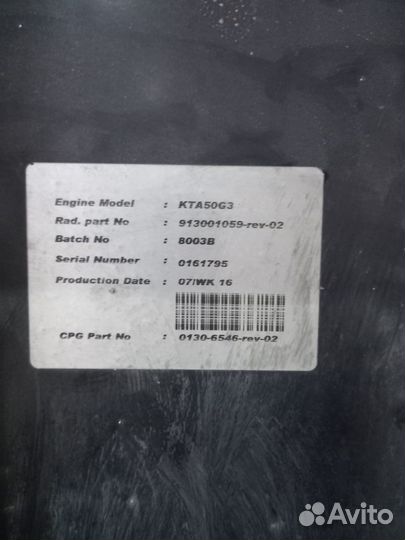 Engine Model : KTA50G3
Rad. part No : 913001059-rev-02
Batch No : 8003B
Serial Number : 0161795
Production Date : 07/WK 16
CPG Part No : 0130-6546-rev-02
Avito